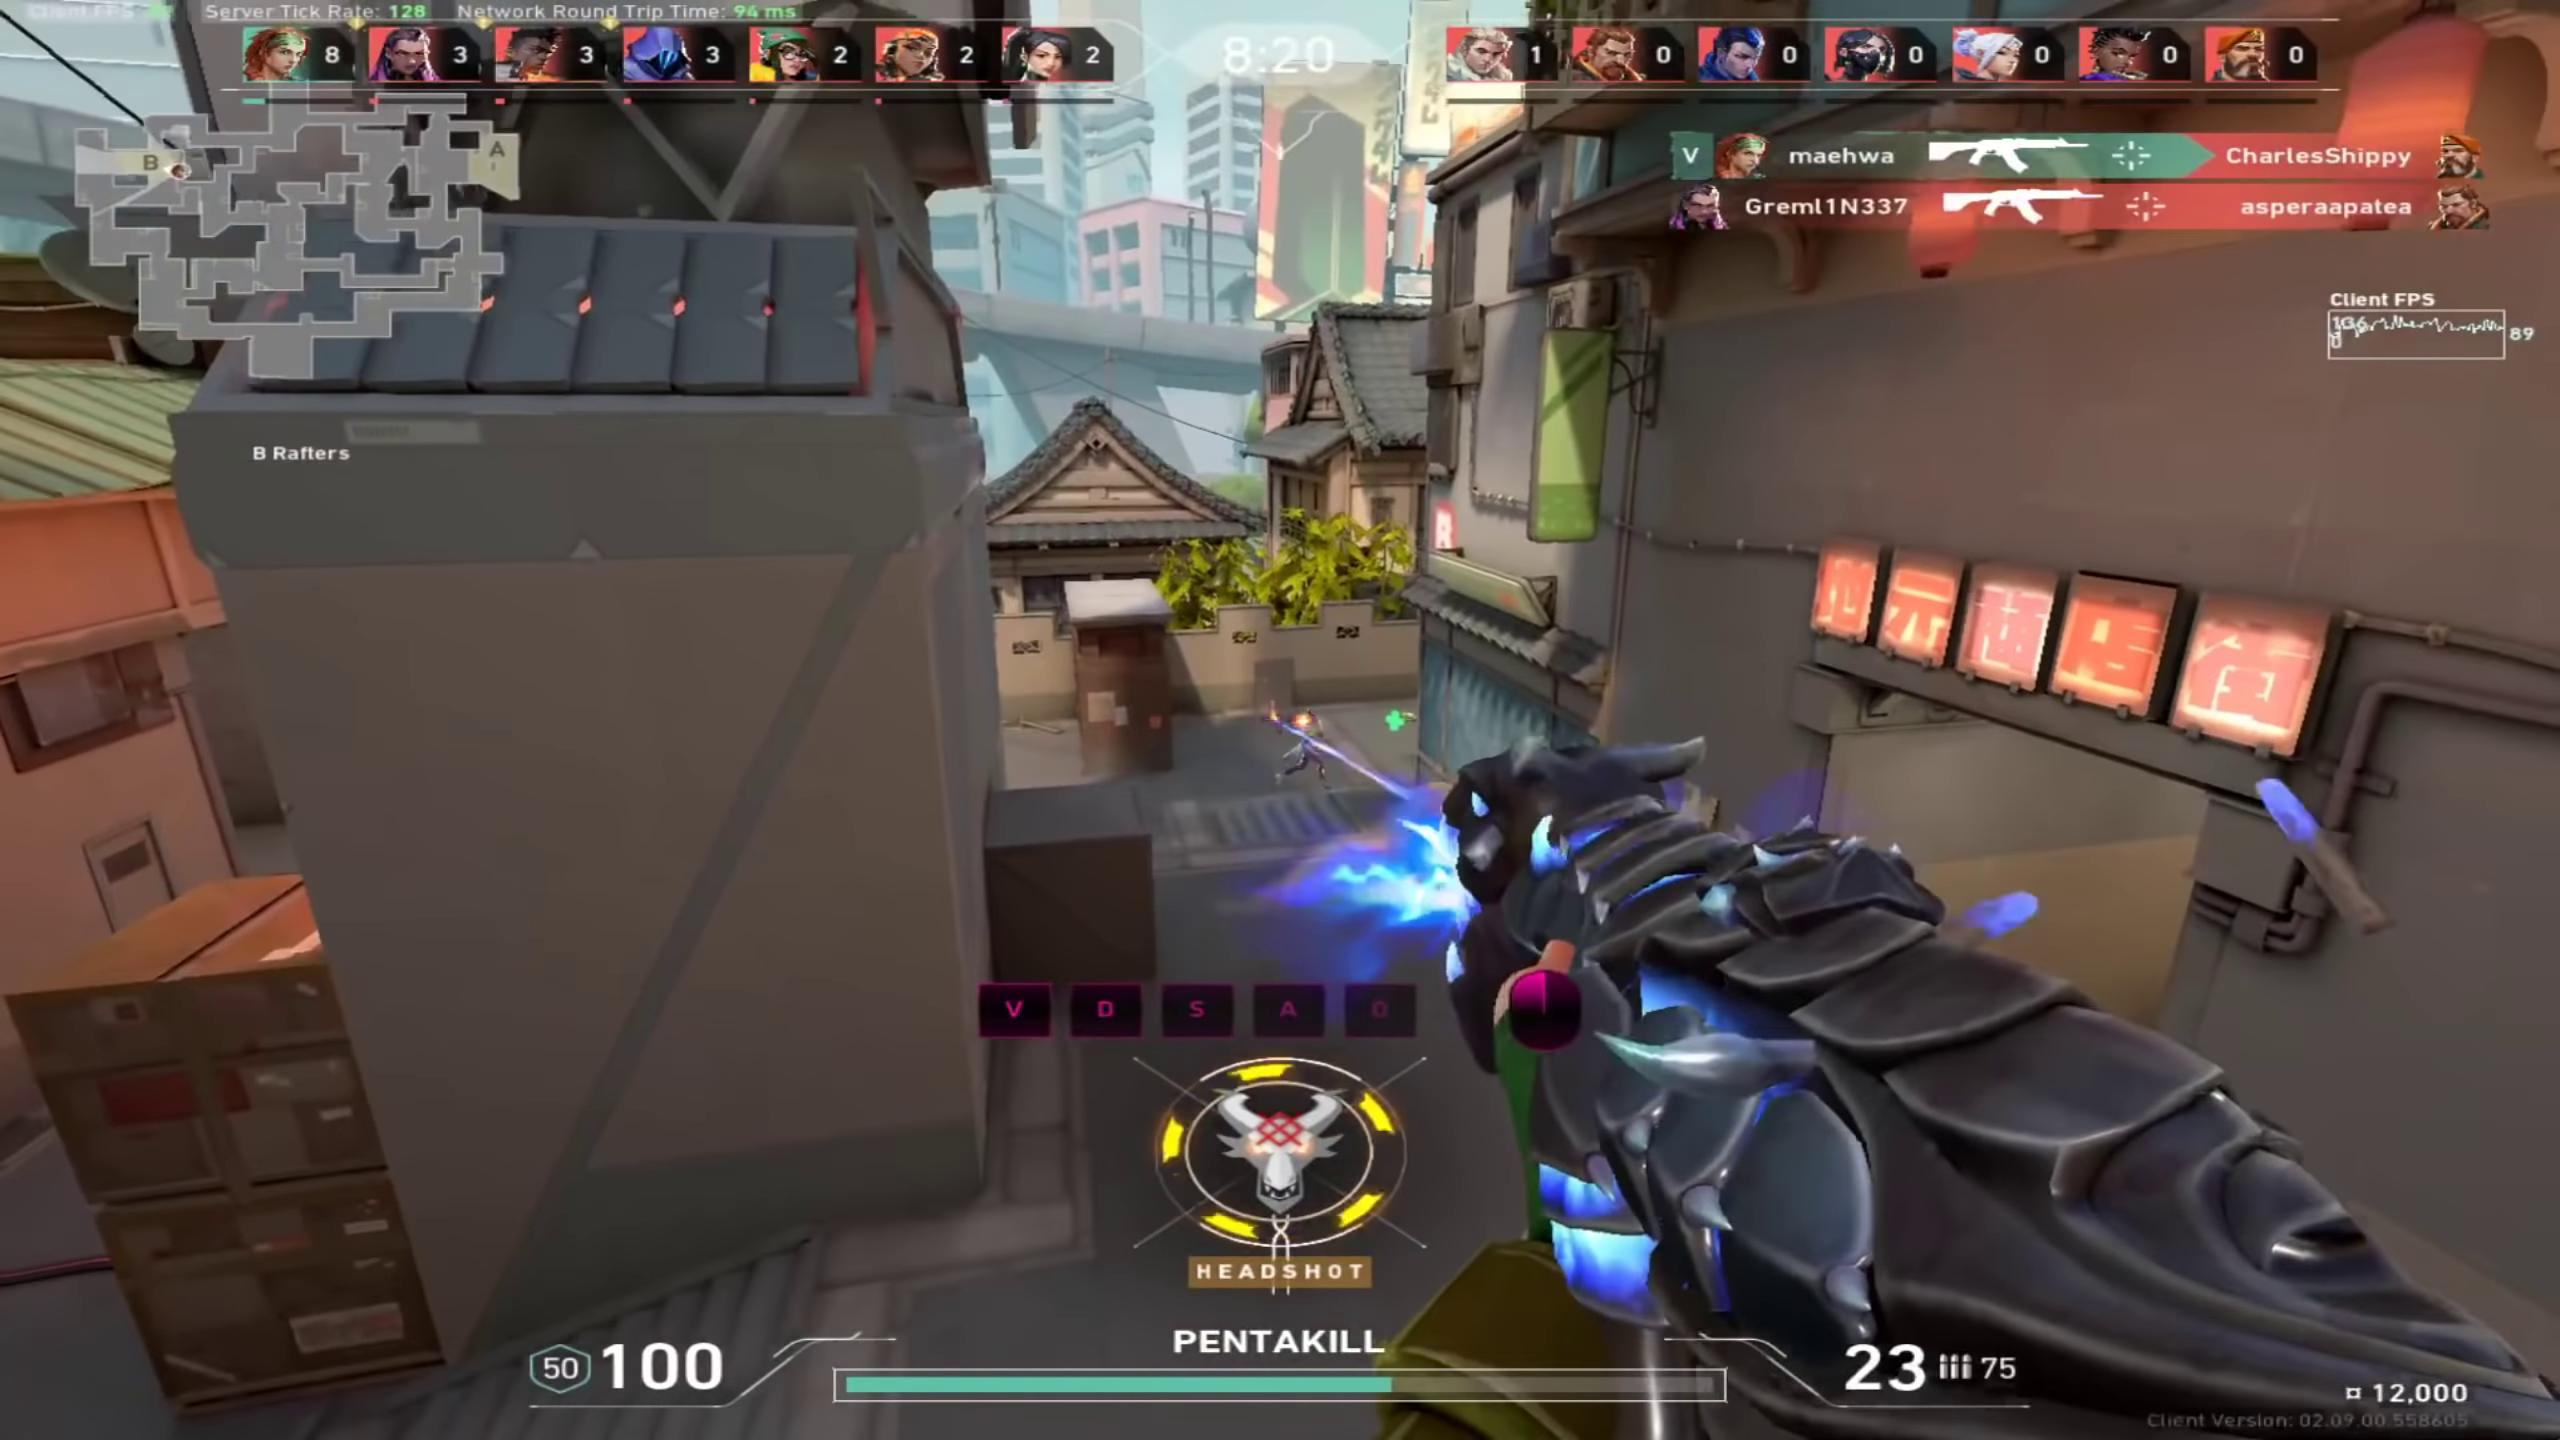 Server Tick Rate: 128 Network Round Trip Time: 94 ms
8 3 3 3 2 2 2 8:20 1 0 0 0 0 0 0
V maehwa CharlesShippy
Greml1N337 asperaapatea
B A
Client FPS
89
B Rafters
R
V D S A
HEADSHOT
PENTAKILL
50 100 23 75
¤ 12,000
Client Version: 02.09.00.558605